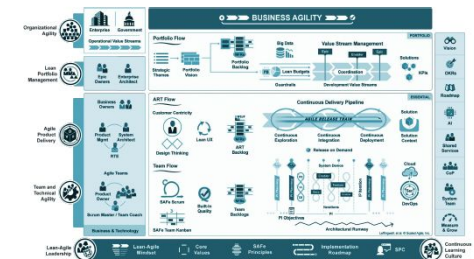 BUSINESS AGILITY
Organizational
Agility
Enterprise
Government
Operational Value Streams
Lean
Portfolio
Management
Epic
Owners
Enterprise
Architect
Agile
Product
Delivery
Business
Owners
Product
Mgmt
System
Architect
RTE
Team and
Technical
Agility
Agile Teams
Product
Owner
Scrum Master / Team Coach
Business & Technology
Portfolio Flow
PORTFOLIO
Strategic
Themes
Portfolio
Vision
Portfolio
Backlog
Big Data
Lean Budgets
Guardrails
Value Stream Management
Coordination
Development Value Streams
Solutions
KPIs
ART Flow
ESSENTIAL
Customer Centricity
Design Thinking
Lean UX
ART
Backlog
Continuous Delivery Pipeline
AGILE RELEASE TRAIN
Continuous
Exploration
Continuous
Integration
Continuous
Deployment
Release on Demand
Solution
Solution
Context
Team Flow
SAFe Scrum
SAFe Team Kanban
Built-in
Quality
Team
Backlogs
PI Objectives
Iterations
Architectural Runway
Cloud
DevOps
Vision
OKRs
Roadmap
AI
Shared
Services
CoP
System
Team
Measure
& Grow
Lean-Agile
Leadership
Lean-Agile
Mindset
Core
Values
SAFe
Principles
Implementation
Roadmap
SPC
Continuous
Learning
Culture